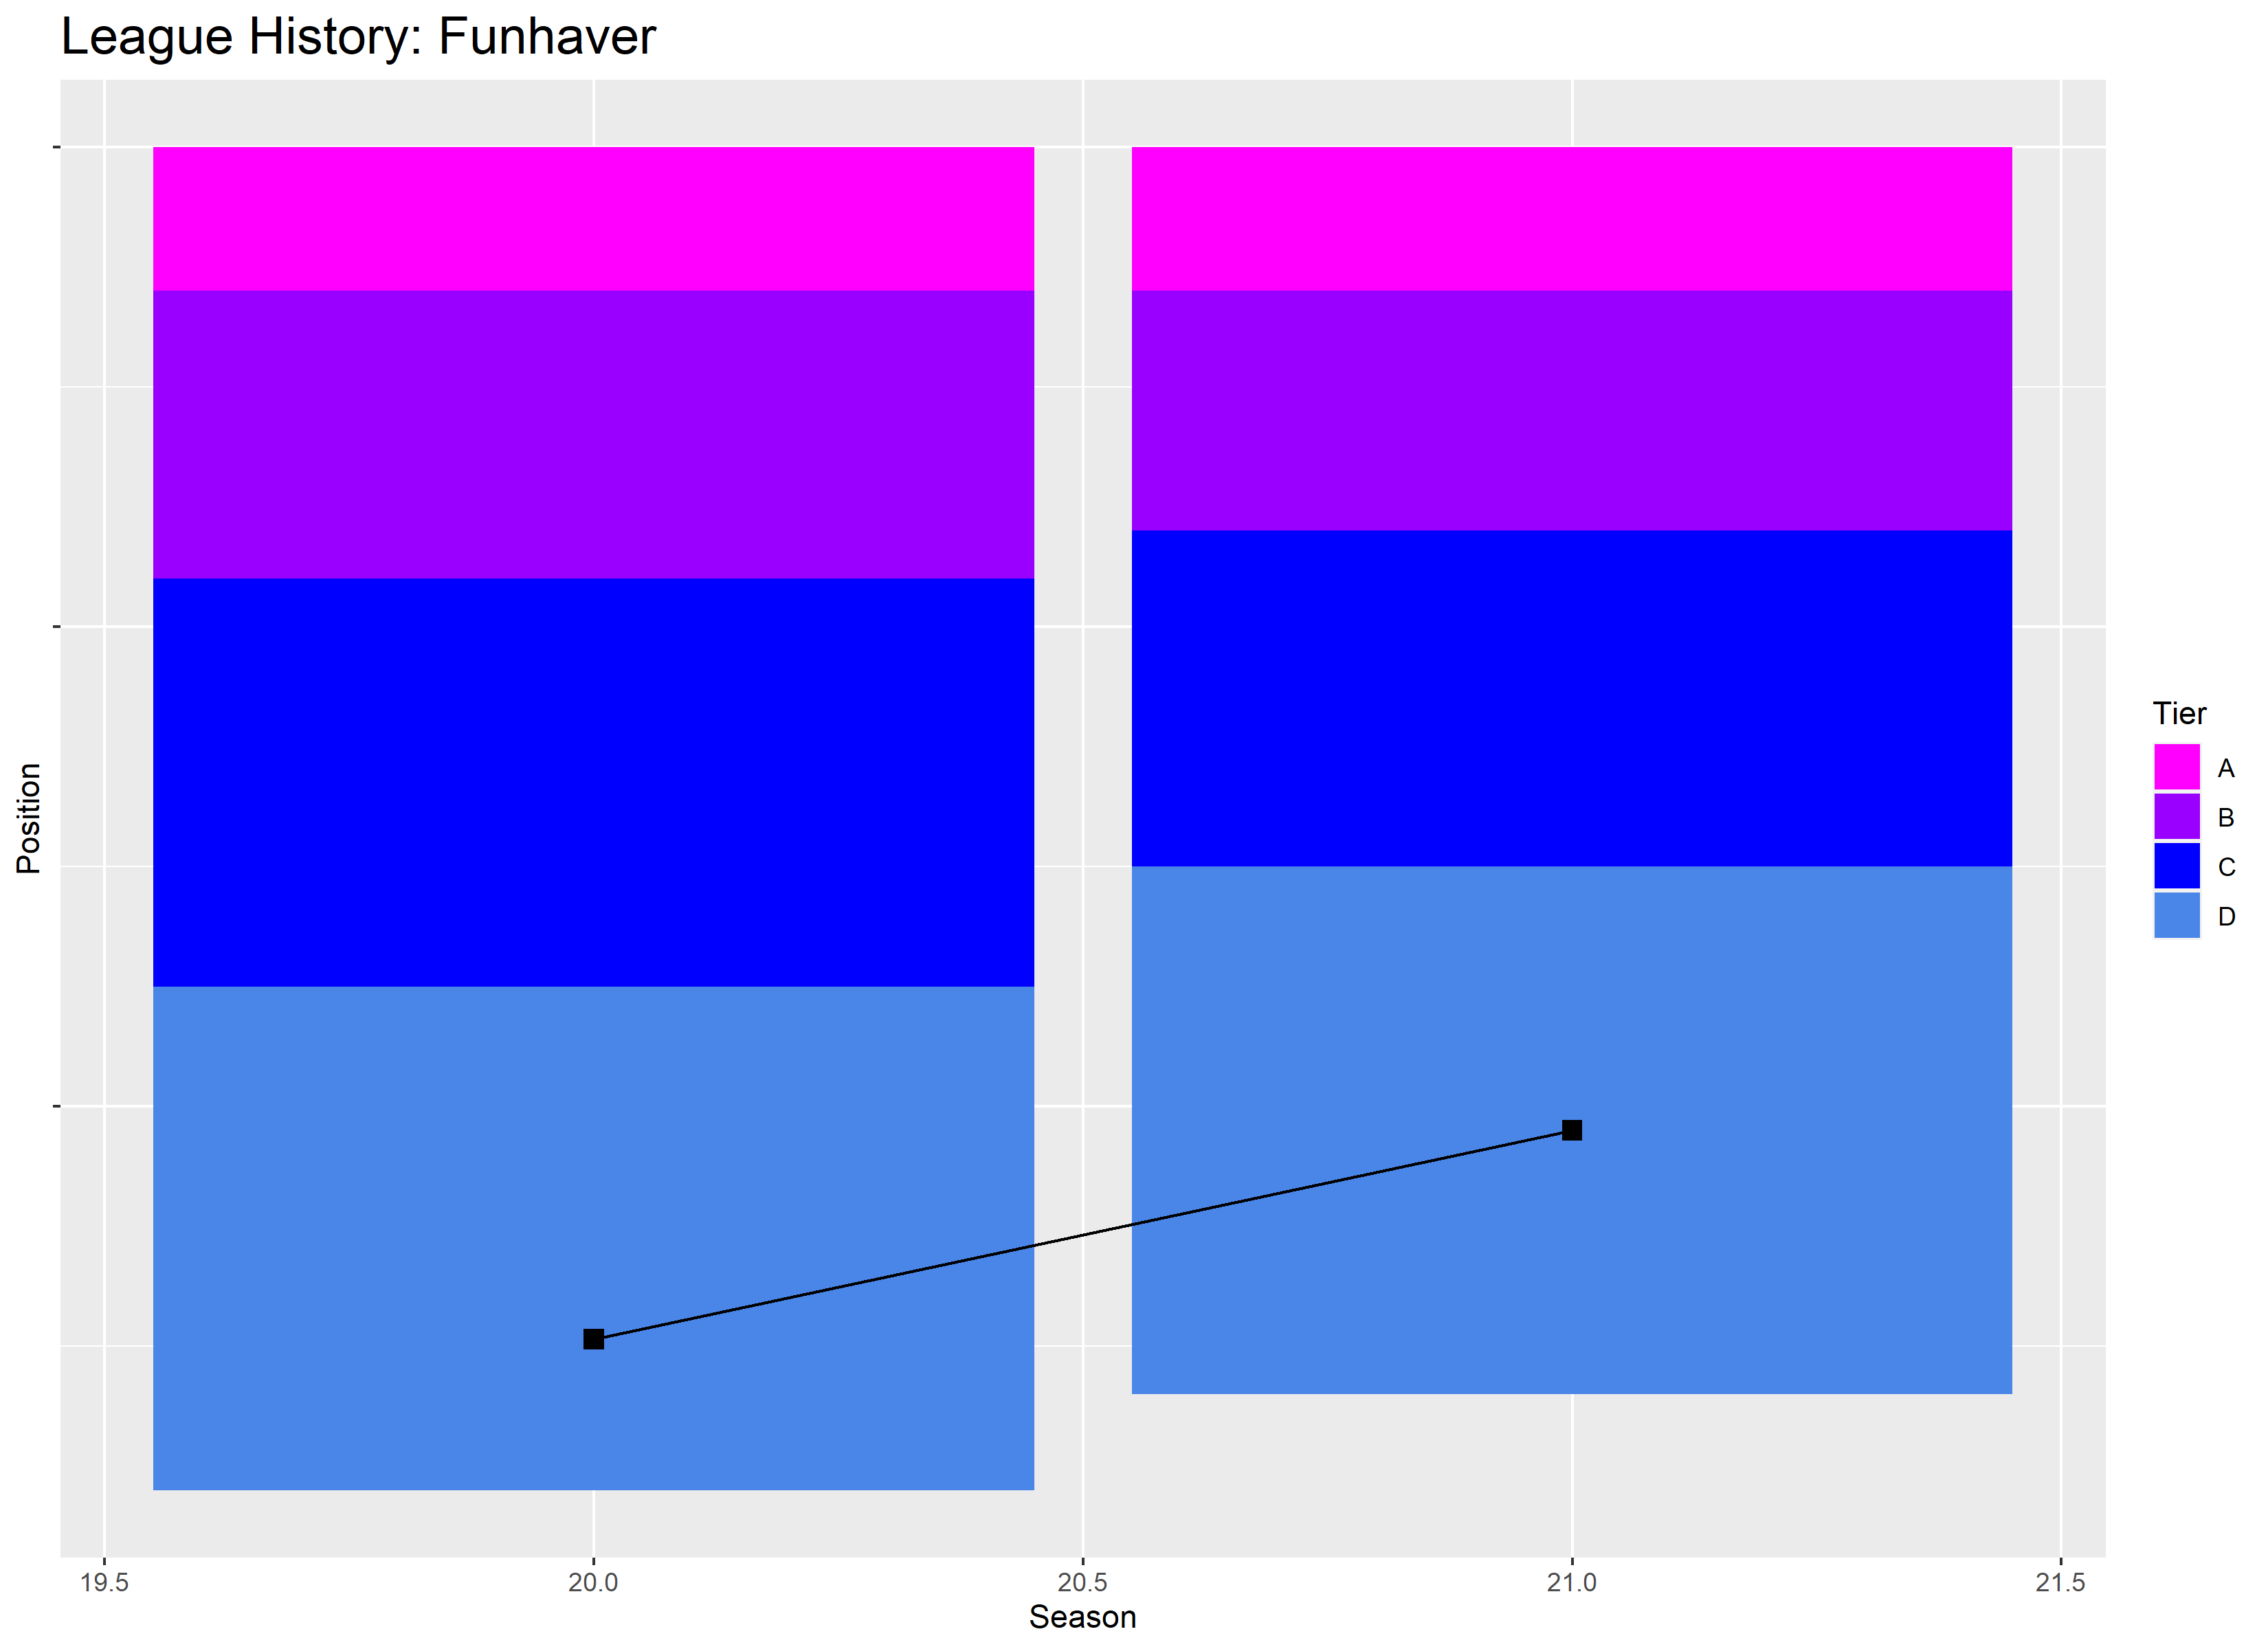 League History: Funhaver
Position
19.5 20.0 20.5 21.0 21.5
Season
Tier
A
B
C
D